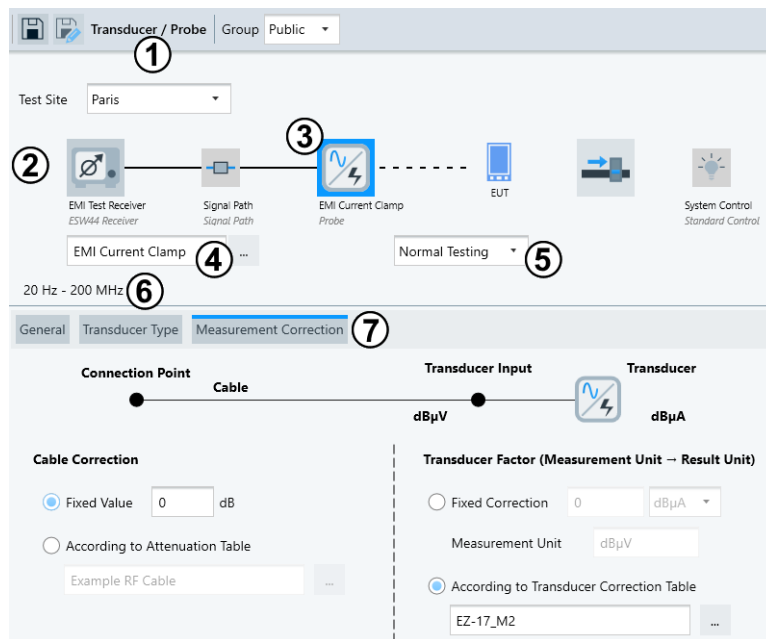 Transducer / Probe Group Public
1
Test Site Paris
2 3
EUT
EMI Test Receiver Signal Path EMI Current Clamp System Control
ESW44 Receiver Signal Path Probe Standard Control
EMI Current Clamp 4 ... Normal Testing 5
20 Hz - 200 MHz 6
General Transducer Type Measurement Correction 7
Connection Point Cable Transducer Input Transducer
dBµV dBµA
Cable Correction Transducer Factor (Measurement Unit → Result Unit)
Fixed Value 0 dB Fixed Correction 0 dBµA
Measurement Unit dBµV
According to Attenuation Table
Example RF Cable ...
According to Transducer Correction Table
EZ-17_M2 ...